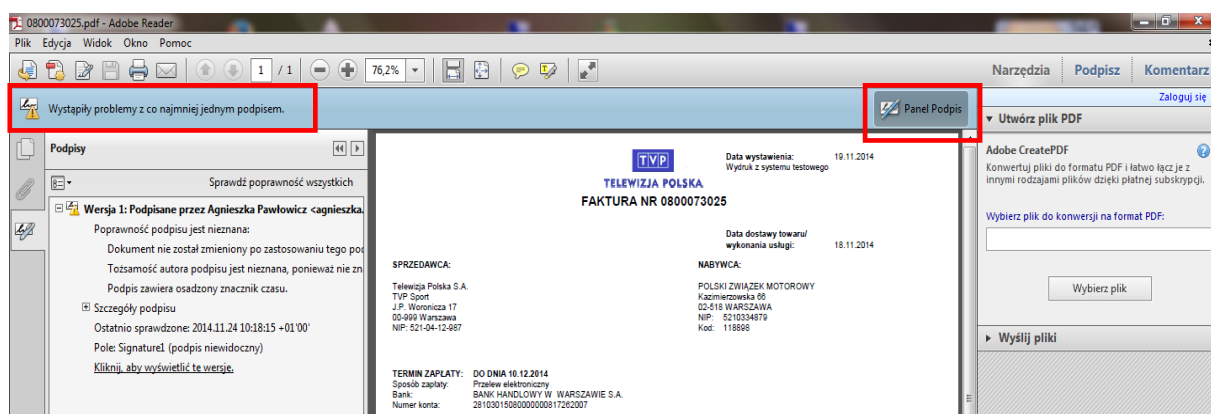 0800073025.pdf - Adobe Reader
Plik Edycja Widok Okno Pomoc
1 / 1 76,2% Narzędzia Podpisz Komentarz
Wystąpiły problemy z co najmniej jednym podpisem.
Panel Podpis
Zaloguj się
Podpisy
Sprawdź poprawność wszystkich
Wersja 1: Podpisane przez Agnieszka Pawłowicz <agnieszka.
Poprawność podpisu jest nieznana:
Dokument nie został zmieniony po zastosowaniu tego pod
Tożsamość autora podpisu jest nieznana, ponieważ nie zn
Podpis zawiera osadzony znacznik czasu.
Szczegóły podpisu
Ostatnio sprawdzone: 2014.11.24 10:18:15 +01'00'
Pole: Signature1 (podpis niewidoczny)
Kliknij, aby wyświetlić te wersje.
TVP
TELEWIZJA POLSKA
Data wystawienia: 19.11.2014
Wydruk z systemu testowego
FAKTURA NR 0800073025
Data dostawy towaru/
wykonania usługi: 18.11.2014
SPRZEDAWCA:
Telewizja Polska S.A.
TVP Sport
J.P. Woronicza 17
00-999 Warszawa
NIP: 521-04-12-987
NABYWCA:
POLSKI ZWIĄZEK MOTOROWY
Kazimierzowska 66
02-518 WARSZAWA
NIP: 5210334879
Kod: 118898
TERMIN ZAPŁATY: DO DNIA 10.12.2014
Sposób zapłaty: Przelew elektroniczny
Bank: BANK HANDLOWY W WARSZAWIE S.A.
Numer konta: 28103015080000000817262007
Utwórz plik PDF
Adobe CreatePDF
Konwertuj pliki do formatu PDF i łatwo łącz je z
innymi rodzajami plików dzięki płatnej subskrypcji.
Wybierz plik do konwersji na format PDF:
Wybierz plik
Wyślij pliki